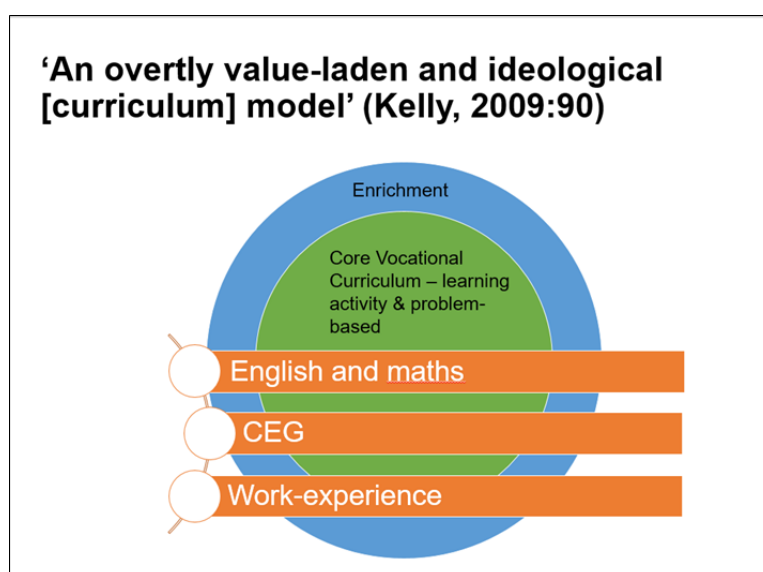 ‘An overtly value-laden and ideological
[curriculum] model’ (Kelly, 2009:90)
Enrichment
Core Vocational
Curriculum – learning
activity & problem-
based
English and maths
CEG
Work-experience